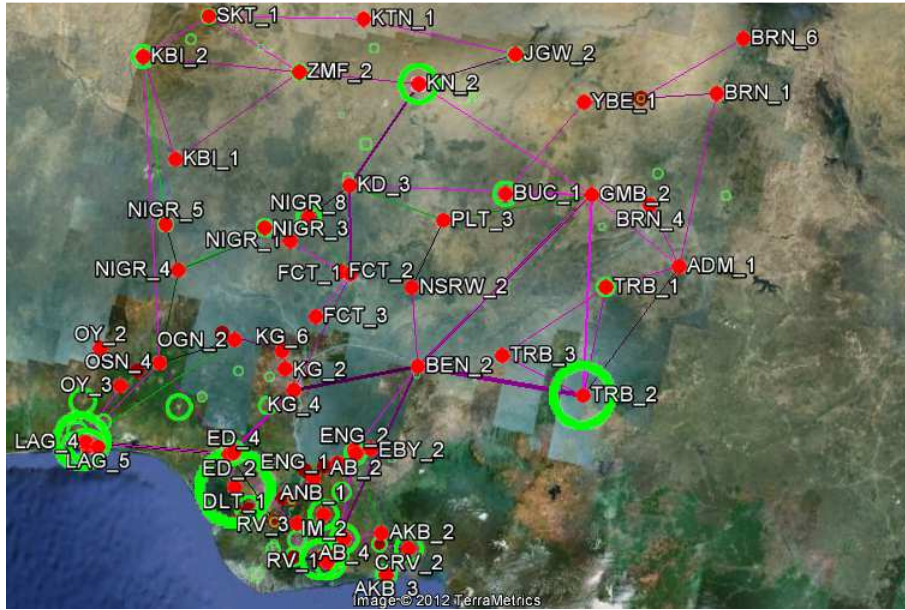 SKT_1
KTN_1
BRN_6
KBI_2
JGW_2
ZMF_2
KN_2
YBE_1
BRN_1
KBI_1
KD_3
BUC_1
GMB_2
NIGR_8
NIGR_5
NIGR_3
PLT_3
BRN_4
NIGR_1
NIGR_4
FCT_1
FCT_2
ADM_1
NSRW_2
TRB_1
FCT_3
OY_2
OGN_2
KG_6
OSN_4
KG_2
BEN_2
TRB_3
OY_3
KG_4
TRB_2
LAG_4
ED_4
ENG_2
EBY_2
LAG_5
ED_2
ENG_1
AB_2
DLT_1
ANB_1
RV_3
IM_2
AKB_2
RV_1
AB_4
CRV_2
AKB_3
Image © 2012 TerraMetrics